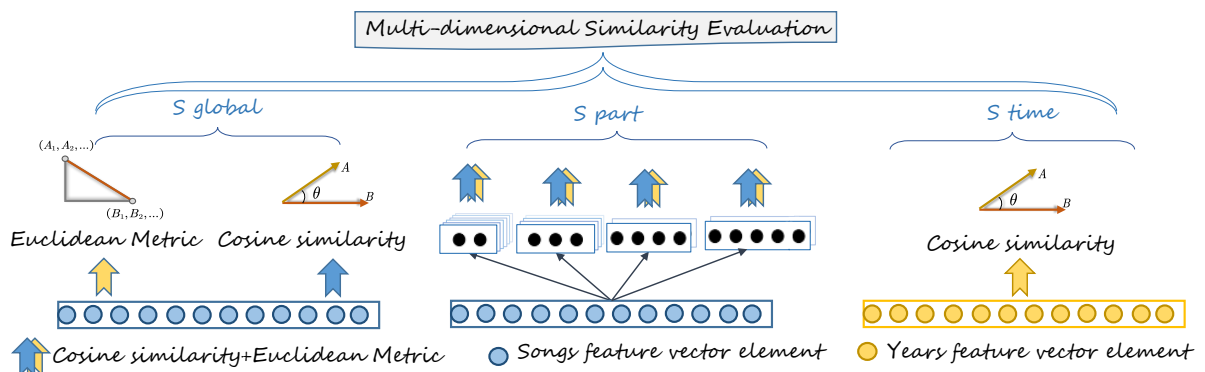 Multi-dimensional Similarity Evaluation
S global
S part
S time
(A₁, A₂, ...)
A
θ
B
(B₁, B₂, ...)
A
θ
B
Euclidean Metric
Cosine similarity
Cosine similarity
Cosine similarity+Euclidean Metric
Songs feature vector element
Years feature vector element